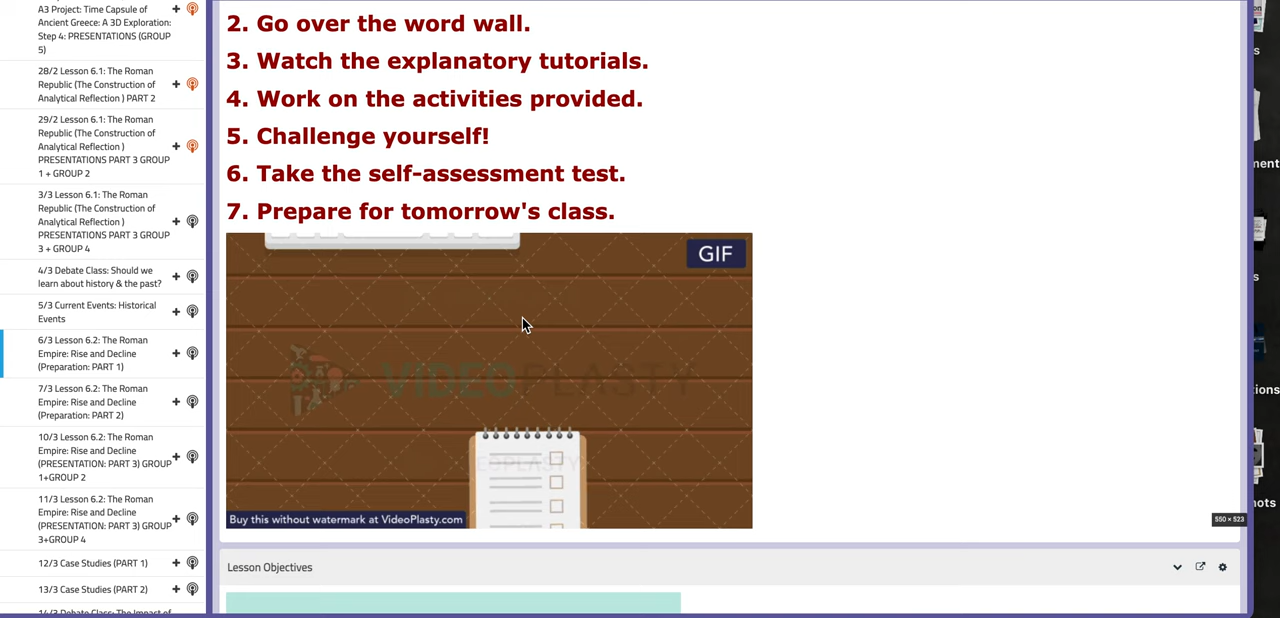 A3 Project: Time Capsule of
Ancient Greece: A 3D Exploration:
Step 4: PRESENTATIONS (GROUP
5)
28/2 Lesson 6.1: The Roman
Republic (The Construction of
Analytical Reflection ) PART 2
29/2 Lesson 6.1: The Roman
Republic (The Construction of
Analytical Reflection )
PRESENTATIONS PART 3 GROUP
1 + GROUP 2
3/3 Lesson 6.1: The Roman
Republic (The Construction of
Analytical Reflection )
PRESENTATIONS PART 3 GROUP
3 + GROUP 4
4/3 Debate Class: Should we
learn about history & the past?
5/3 Current Events: Historical
Events
6/3 Lesson 6.2: The Roman
Empire: Rise and Decline
(Preparation: PART 1)
7/3 Lesson 6.2: The Roman
Empire: Rise and Decline
(Preparation: PART 2)
10/3 Lesson 6.2: The Roman
Empire: Rise and Decline
(PRESENTATION: PART 3) GROUP
1+GROUP 2
11/3 Lesson 6.2: The Roman
Empire: Rise and Decline
(PRESENTATION: PART 3) GROUP
3+GROUP 4
12/3 Case Studies (PART 1)
13/3 Case Studies (PART 2)
14/3 Debate Class: The Impact of
2. Go over the word wall.
3. Watch the explanatory tutorials.
4. Work on the activities provided.
5. Challenge yourself!
6. Take the self-assessment test.
7. Prepare for tomorrow's class.
GIF
VIDEOPLASTY
Buy this without watermark at VideoPlasty.com
550 × 523
Lesson Objectives